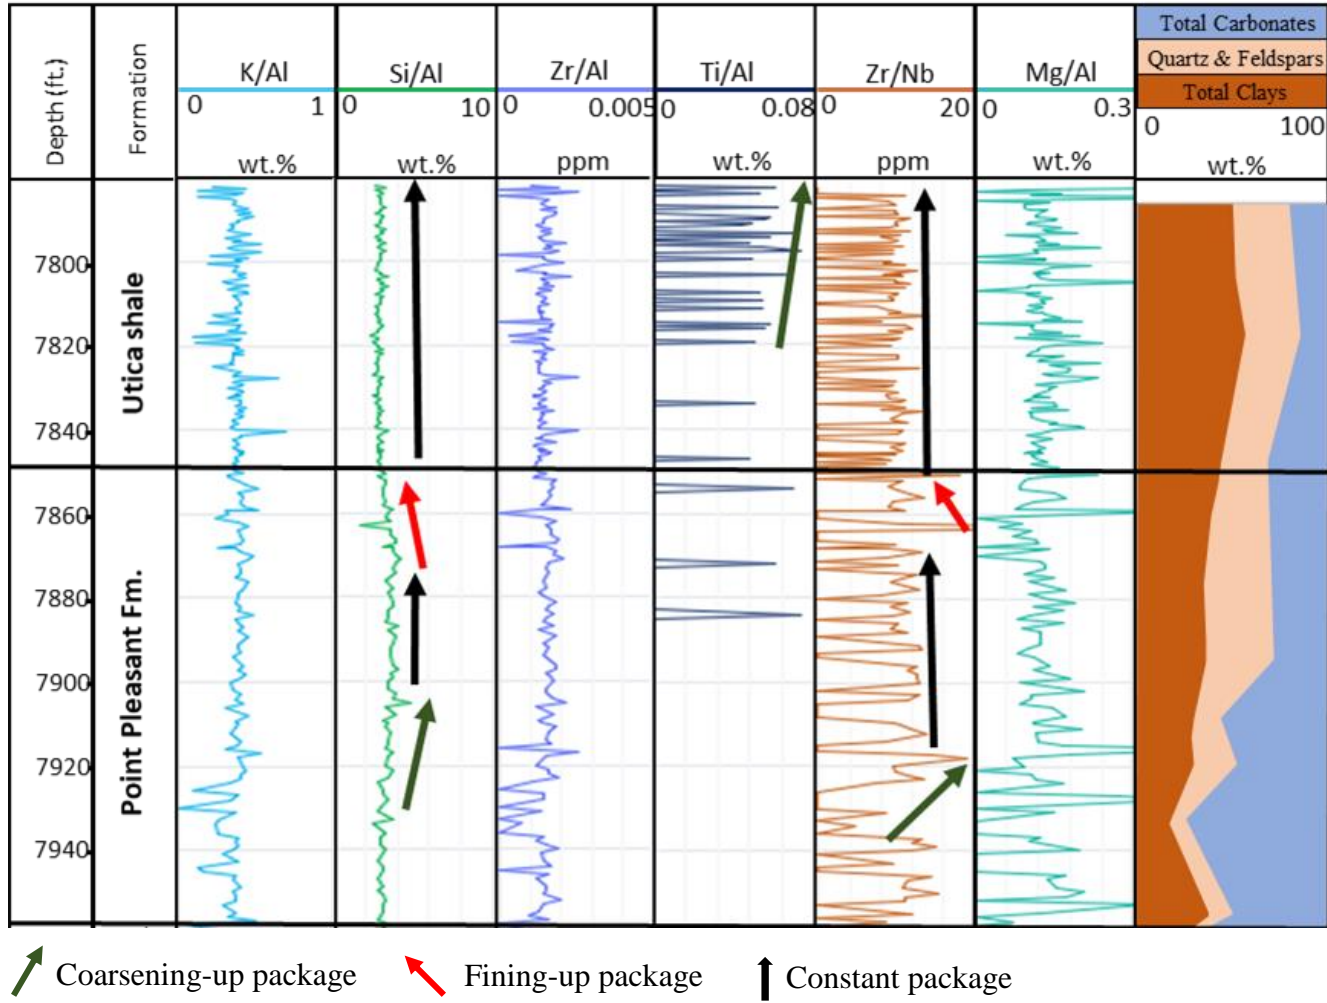 Depth (ft.)
Formation
K/Al
0 1
wt.%
Si/Al
0 10
wt.%
Zr/Al
0 0.005
ppm
Ti/Al
0 0.08
wt.%
Zr/Nb
0 20
ppm
Mg/Al
0 0.3
wt.%
Total Carbonates
Quartz & Feldspars
Total Clays
0 100
wt.%
7800
7820
7840
7860
7880
7900
7920
7940
Utica shale
Point Pleasant Fm.
Coarsening-up package
Fining-up package
Constant package